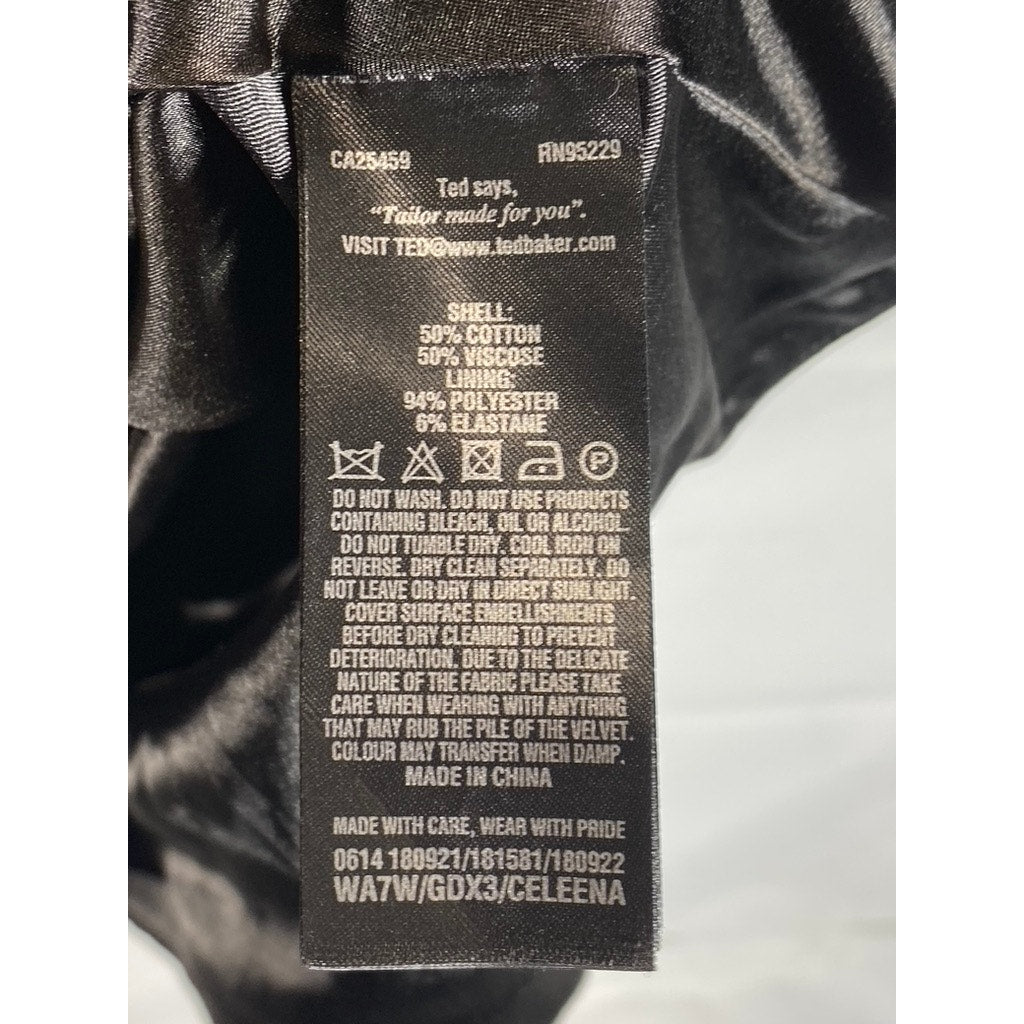 CA25459 RN95229
Ted says,
"Tailor made for you".
VISIT TED@www.tedbaker.com
SHELL:
50% COTTON
50% VISCOSE
LINING:
94% POLYESTER
6% ELASTANE
P
DO NOT WASH. DO NOT USE PRODUCTS
CONTAINING BLEACH, OIL OR ALCOHOL.
DO NOT TUMBLE DRY. COOL IRON ON
REVERSE. DRY CLEAN SEPARATELY. DO
NOT LEAVE OR DRY IN DIRECT SUNLIGHT.
COVER SURFACE EMBELLISHMENTS
BEFORE DRY CLEANING TO PREVENT
DETERIORATION. DUE TO THE DELICATE
NATURE OF THE FABRIC PLEASE TAKE
CARE WHEN WEARING WITH ANYTHING
THAT MAY RUB THE PILE OF THE VELVET.
COLOUR MAY TRANSFER WHEN DAMP.
MADE IN CHINA
MADE WITH CARE, WEAR WITH PRIDE
0614 180921/181581/180922
WA7W/GDX3/CELEENA